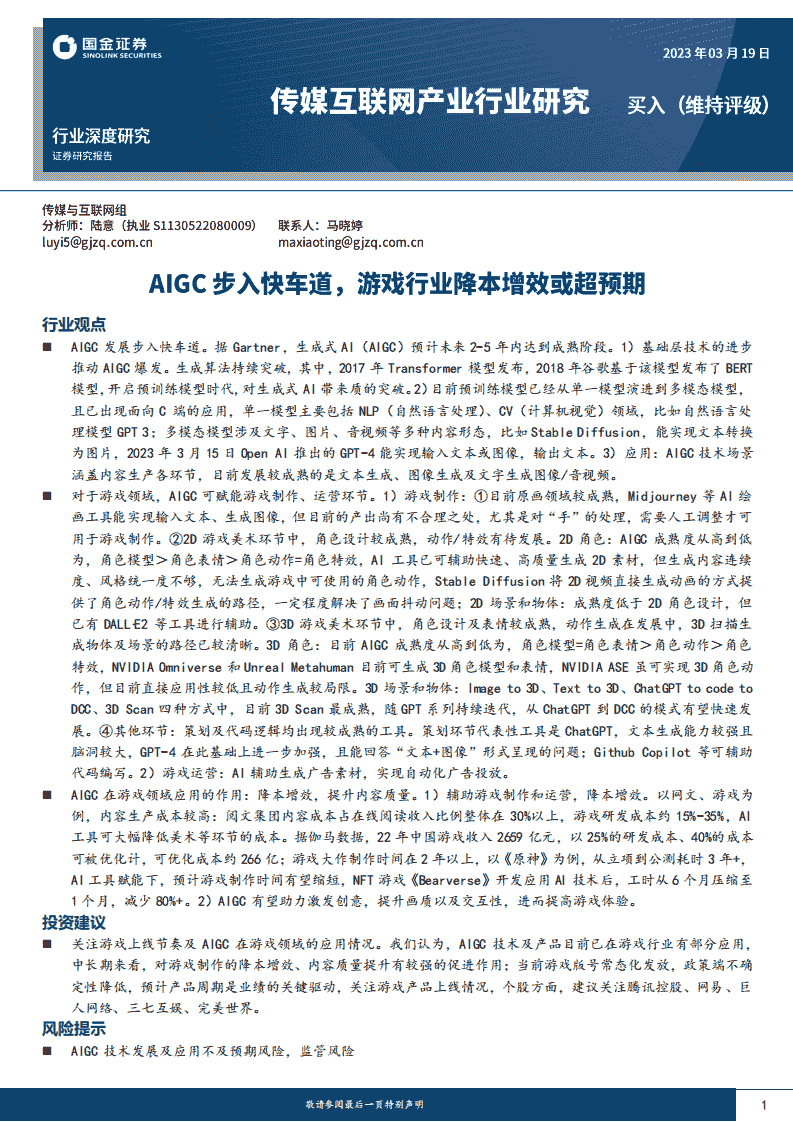 国金证券
SINOLINK SECURITIES
2023 年03 月 19 日
传媒互联网产业行业研究
买入（维持评级）
行业深度研究
证券研究报告
传媒与互联网组
分析师：陆意（执业 S1130522080009）
联系人：马晓婷
luyi5@gjzq.com.cn
maxiaoting@gjzq.com.cn
AIGC 步入快车道，游戏行业降本增效或超预期
行业观点
■ AIGC 发展步入快车道。据 Gartner，生成式 AI（AIGC）预计未来 2-5 年内达到成熟阶段。1）基础层技术的进步
推动 AIGC 爆发。生成算法持续突破，其中，2017 年 Transformer 模型发布，2018 年谷歌基于该模型发布了 BERT
模型，开启预训练模型时代，对生成式 AI 带来质的突破。2）目前预训练模型已经从单一模型演进到多模态模型，
且已出现面向 C 端的应用，单一模型主要包括 NLP（自然语言处理）、CV（计算机视觉）领域，比如自然语言处
理模型 GPT 3；多模态模型涉及文字、图片、音视频等多种内容形态，比如 Stable Diffusion，能实现文本转换
为图片，2023 年 3 月 15 日 Open AI 推出的 GPT-4 能实现输入文本或图像，输出文本。3）应用：AIGC 技术场景
涵盖内容生产各环节，目前发展较成熟的是文本生成、图像生成及文字生成图像/音视频。
■ 对于游戏领域，AIGC 可赋能游戏制作、运营环节。1）游戏制作：①目前原画领域较成熟，Midjourney 等 AI 绘
画工具能实现输入文本、生成图像，但目前的产出尚有不合理之处，尤其是对“手”的处理，需要人工调整才可
用于游戏制作。②2D 游戏美术环节中，角色设计较成熟，动作/特效有待发展。2D 角色：AIGC 成熟度从高到低
为，角色模型＞角色表情＞角色动作=角色特效，AI 工具已可辅助快速、高质量生成 2D 素材，但生成内容连续
度、风格统一度不够，无法生成游戏中可使用的角色动作，Stable Diffusion 将 2D 视频直接生成动画的方式提
供了角色动作/特效生成的路径，一定程度解决了画面抖动问题；2D 场景和物体：成熟度低于 2D 角色设计，但
已有 DALL·E2 等工具进行辅助。③3D 游戏美术环节中，角色设计及表情较成熟，动作生成在发展中，3D 扫描生
成物体及场景的路径已较清晰。3D 角色：目前 AIGC 成熟度从高到低为，角色模型=角色表情＞角色动作＞角色
特效，NVIDIA Omniverse 和 Unreal Metahuman 目前可生成 3D 角色模型和表情，NVIDIA ASE 虽可实现 3D 角色动
作，但目前直接应用性较低且动作生成较局限。3D 场景和物体：Image to 3D、Text to 3D、ChatGPT to code to
DCC、3D Scan 四种方式中，目前 3D Scan 最成熟，随 GPT 系列持续迭代，从 ChatGPT 到 DCC 的模式有望快速发
展。④其他环节：策划及代码逻辑均出现较成熟的工具。策划环节代表性工具是 ChatGPT，文本生成能力较强且
脑洞较大，GPT-4 在此基础上进一步加强，且能回答“文本+图像”形式呈现的问题；Github Copilot 等可辅助
代码编写。2）游戏运营：AI 辅助生成广告素材，实现自动化广告投放。
■ AIGC 在游戏领域应用的作用：降本增效，提升内容质量。1）辅助游戏制作和运营，降本增效。以网文、游戏为
例，内容生产成本较高：阅文集团内容成本占在线阅读收入比例整体在 30%以上，游戏研发成本约 15%-35%，AI
工具可大幅降低美术等环节的成本。据伽马数据，22 年中国游戏收入 2659 亿元，以 25%的研发成本、40%的成本
可被优化计，可优化成本约 266 亿；游戏大作制作时间在 2 年以上，以《原神》为例，从立项到公测耗时 3 年+，
AI 工具赋能下，预计游戏制作时间有望缩短，NFT 游戏《Bearverse》开发应用 AI 技术后，工时从 6 个月压缩至
1 个月，减少 80%+。2）AIGC 有望助力激发创意，提升画质以及交互性，进而提高游戏体验。
投资建议
■ 关注游戏上线节奏及 AIGC 在游戏领域的应用情况。我们认为，AIGC 技术及产品目前已在游戏行业有部分应用，
中长期来看，对游戏制作的降本增效、内容质量提升有较强的促进作用；当前游戏版号常态化发放，政策端不确
定性降低，预计产品周期是业绩的关键驱动，关注游戏产品上线情况，个股方面，建议关注腾讯控股、网易、巨
人网络、三七互娱、完美世界。
风险提示
■ AIGC 技术发展及应用不及预期风险，监管风险
敬请参阅最后一页特别声明
1